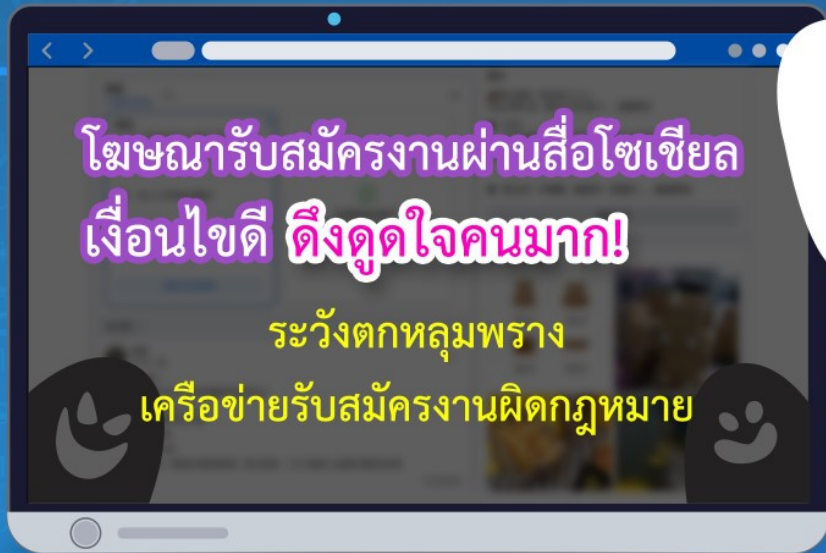 โฆษณารับสมัครงานผ่านสื่อโซเชียล
เงื่อนไขดี ดึงดูดใจคนมาก!
ระวังตกหลุมพราง
เครือข่ายรับสมัครงานผิดกฎหมาย